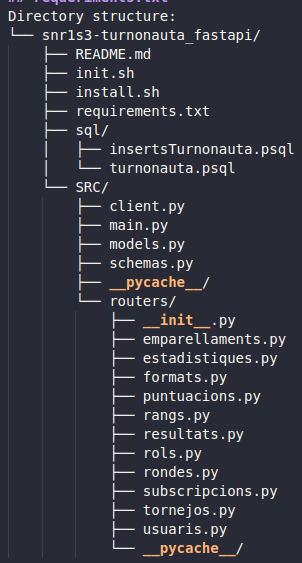 ## requeriments.txt
Directory structure:
└── snr1s3-turnonauta_fastapi/
    ├── README.md
    ├── init.sh
    ├── install.sh
    ├── requirements.txt
    ├── sql/
    │   ├── insertsTurnonauta.psql
    │   └── turnonauta.psql
    └── SRC/
        ├── client.py
        ├── main.py
        ├── models.py
        ├── schemas.py
        ├── __pycache__/
        └── routers/
            ├── __init__.py
            ├── emparellaments.py
            ├── estadistiques.py
            ├── formats.py
            ├── puntuacions.py
            ├── rangs.py
            ├── resultats.py
            ├── rols.py
            ├── rondes.py
            ├── subscripcions.py
            ├── tornejos.py
            ├── usuaris.py
            └── __pycache__/